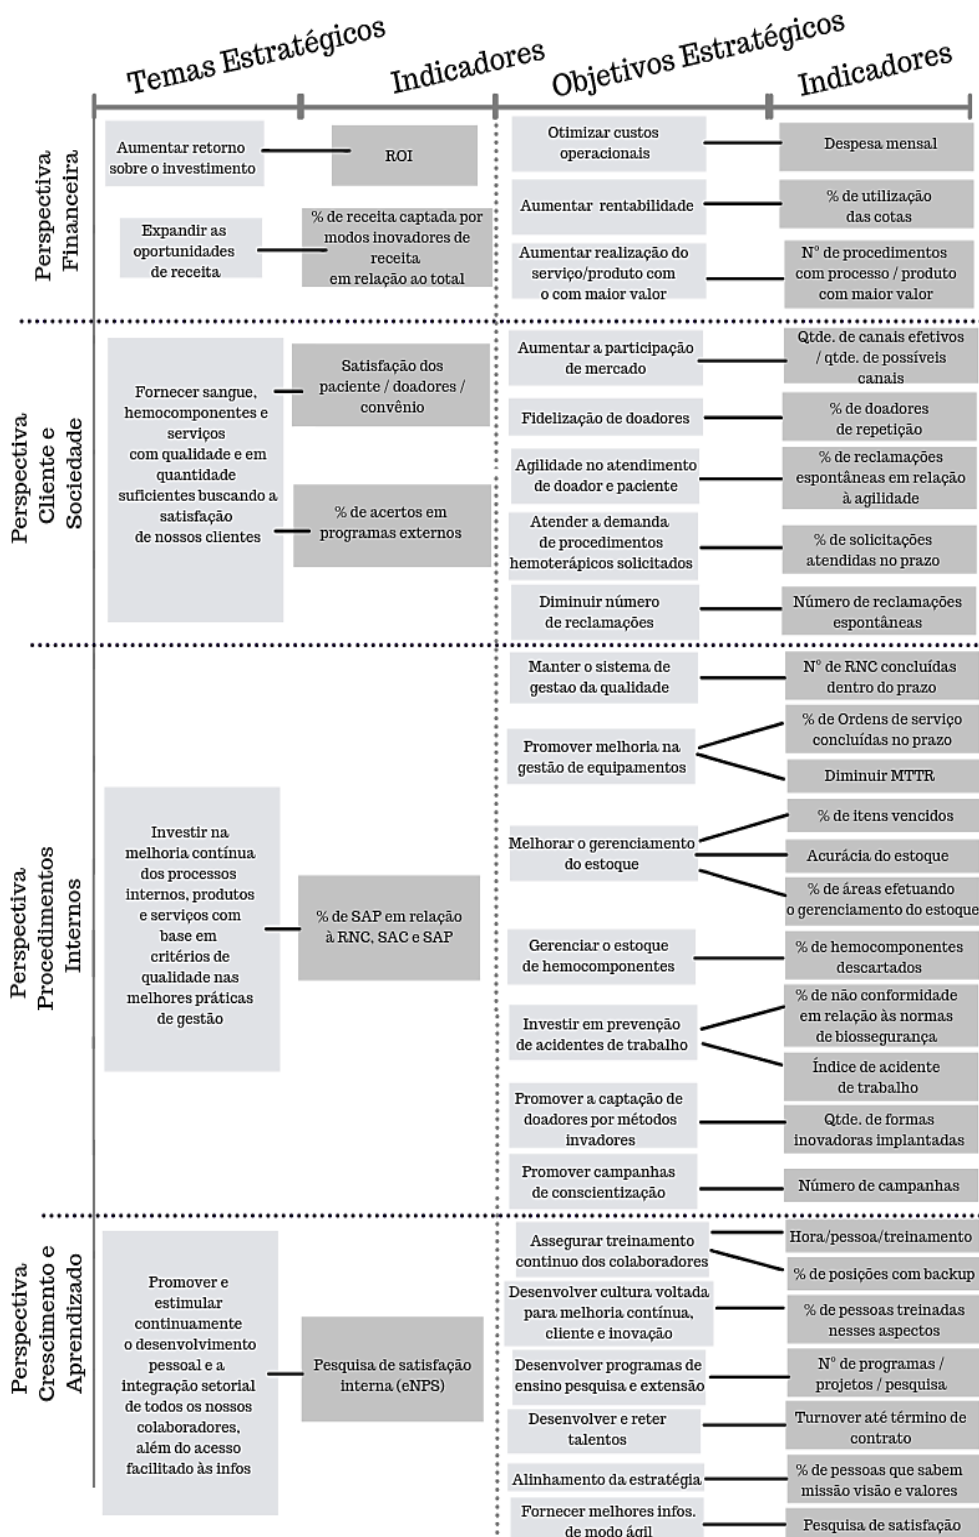 Temas Estratégicos
Indicadores
Objetivos Estratégicos
Indicadores
Perspectiva
Financeira
Aumentar retorno
sobre o investimento
ROI
Expandir as
oportunidades
de receita
% de receita captada por
modos inovadores de
receita
em relação ao total
Otimizar custos
operacionais
Despesa mensal
Aumentar rentabilidade
% de utilização
das cotas
Aumentar realização do
serviço/produto com
o com maior valor
N° de procedimentos
com processo / produto
com maior valor
Perspectiva
Cliente e
Sociedade
Fornecer sangue,
hemocomponentes e
serviços
com qualidade e em
quantidade
suficientes buscando a
satisfação
de nossos clientes
Satisfação dos
paciente / doadores /
convênio
% de acertos em
programas externos
Aumentar a participação
de mercado
Qtde. de canais efetivos
/ qtde. de possíveis
canais
Fidelização de doadores
% de doadores
de repetição
Agilidade no atendimento
de doador e paciente
% de reclamações
espontâneas em relação
à agilidade
Atender a demanda
de procedimentos
hemoterápicos solicitados
% de solicitações
atendidas no prazo
Diminuir número
de reclamações
Número de reclamações
espontâneas
Perspectiva
Procedimentos
Internos
Investir na
melhoria contínua
dos processos
internos, produtos
e serviços com
base em
critérios de
qualidade nas
melhores práticas
de gestão
% de SAP em relação
à RNC, SAC e SAP
Manter o sistema de
gestao da qualidade
N° de RNC concluídas
dentro do prazo
Promover melhoria na
gestão de equipamentos
% de Ordens de serviço
concluídas no prazo
Diminuir MTTR
Melhorar o gerenciamento
do estoque
% de itens vencidos
Acurácia do estoque
% de áreas efetuando
o gerenciamento do estoque
Gerenciar o estoque
de hemocomponentes
% de hemocomponentes
descartados
Investir em prevenção
de acidentes de trabalho
% de não conformidade
em relação às normas
de biossegurança
Índice de acidente
de trabalho
Promover a captação de
doadores por métodos
invadores
Qtde. de formas
inovadoras implantadas
Promover campanhas
de conscientização
Número de campanhas
Perspectiva
Crescimento e
Aprendizado
Promover e
estimular
continuamente
o desenvolvimento
pessoal e a
integração setorial
de todos os nossos
colaboradores,
além do acesso
facilitado às infos
Pesquisa de satisfação
interna (eNPS)
Assegurar treinamento
continuo dos colaboradores
Hora/pessoa/treinamento
% de posições com backup
Desenvolver cultura voltada
para melhoria contínua,
cliente e inovação
% de pessoas treinadas
nesses aspectos
Desenvolver programas de
ensino pesquisa e extensão
N° de programas /
projetos / pesquisa
Desenvolver e reter
talentos
Turnover até término de
contrato
Alinhamento da estratégia
% de pessoas que sabem
missão visão e valores
Fornecer melhores infos.
de modo ágil
Pesquisa de satisfação